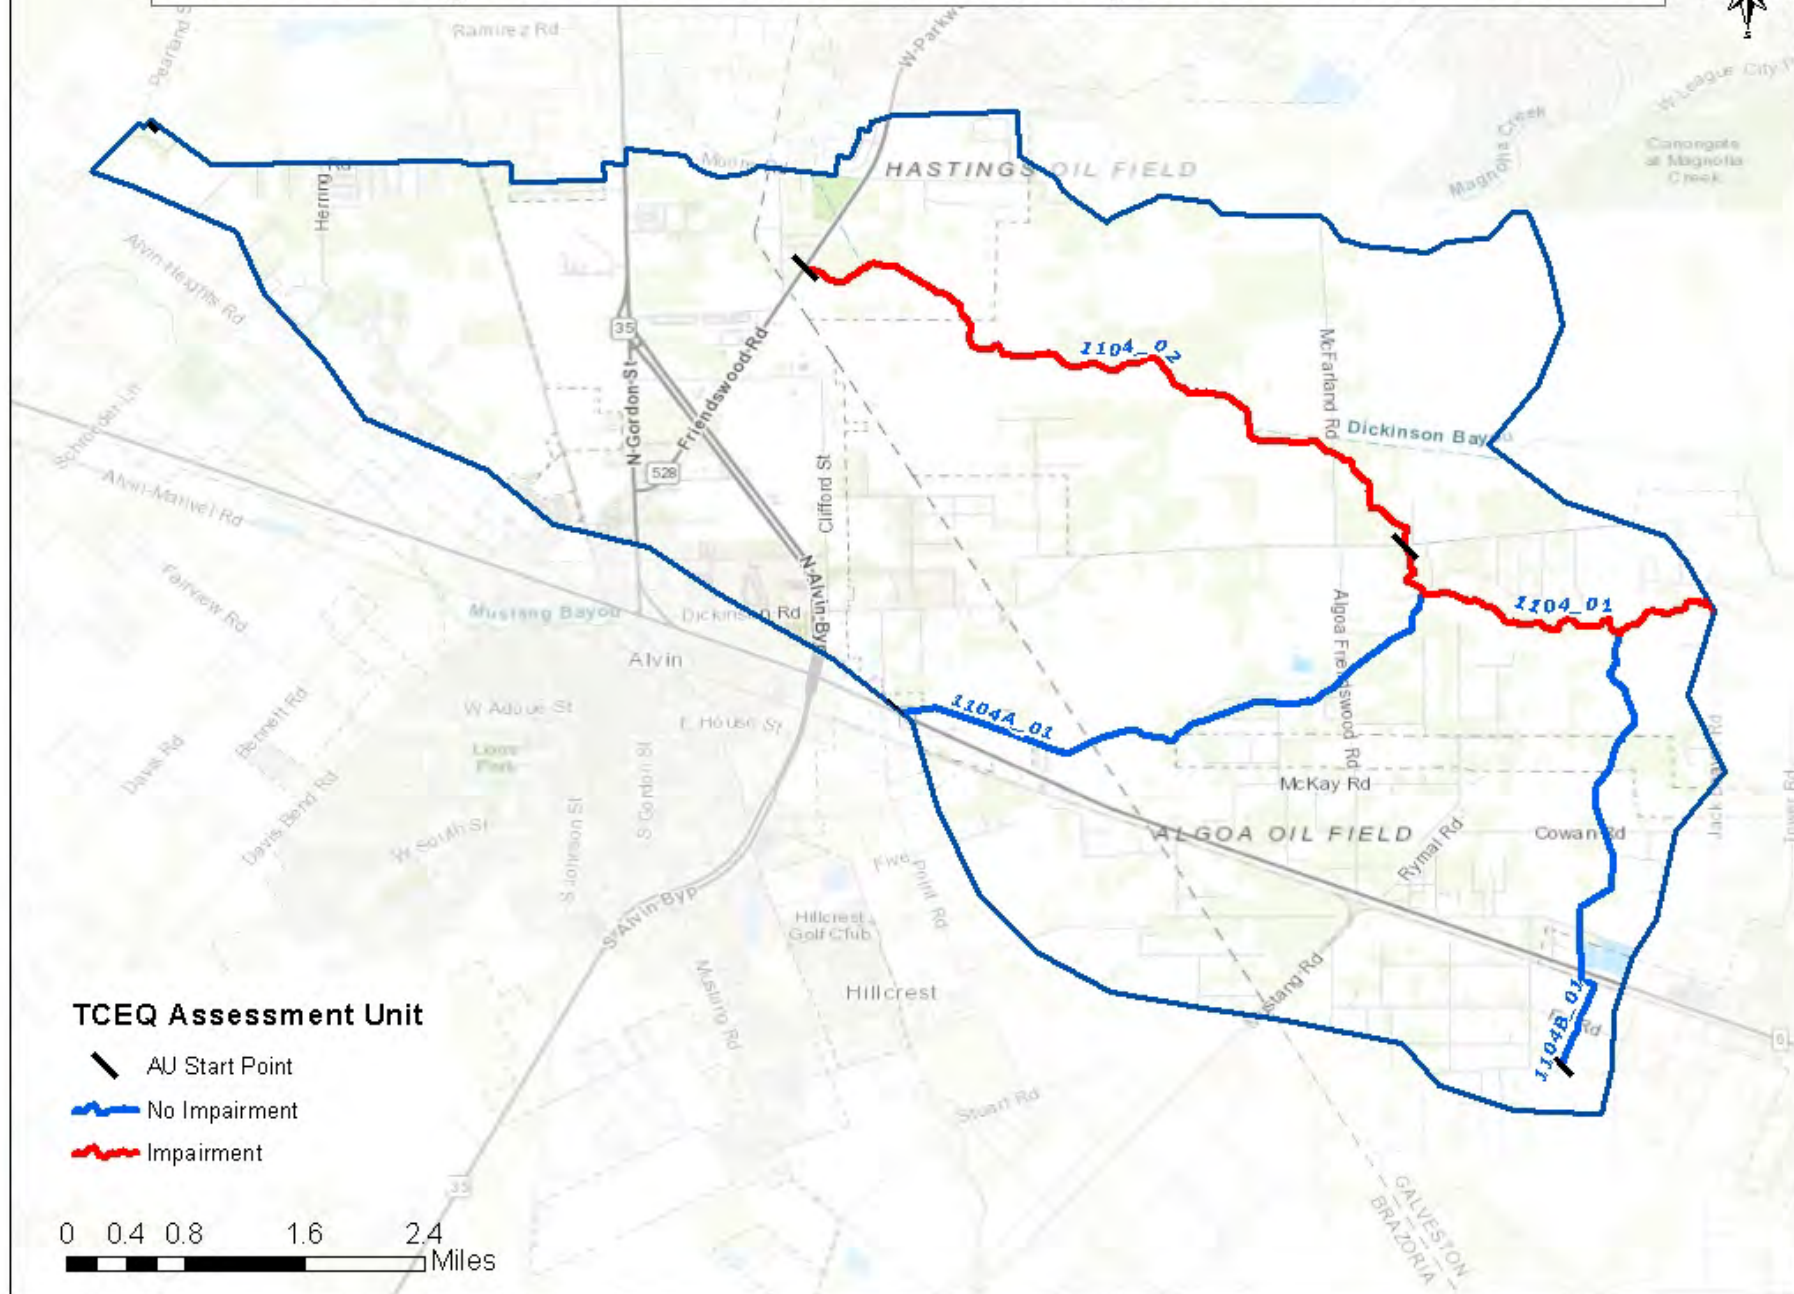 Pearland S
Ramirez Rd
W-Parkw
W-League City-P
S
Magnolia Creek
Canongate
at Magnolia
Creek
HASTINGS OIL FIELD
Herring Rd
Alvin-Heights Rd
35
N-Gordon-St
Friendswood-Rd
528
1104_02
McFarland Rd
Dickinson Bayou
Schroeder-Ln
Alvin-Manvel Rd
Clifford St
N-Alvin-Byp
Fairview Rd
Mustang Bayou
Dickinson Rd
Alvin
1104_01
Algoa Friendswood Rd
Bennett Rd
Davis Rd
W Adoue St
E House St
1104A_01
S Gordon St
McKay Rd
Davis Bend Rd
W South St
S Johnson St
ALGOA OIL FIELD
Rymal Rd
Cowan Rd
Five Point Rd
S Alvin-Byp
Hillcrest
Golf Club
Mustang Rd
Hillcrest
Mustang Rd
1104B_01
Rd
6
Stuart Rd
35
GALVESTON
BRAZORIA
TCEQ Assessment Unit
AU Start Point
No Impairment
Impairment
0 0.4 0.8 1.6 2.4
Miles